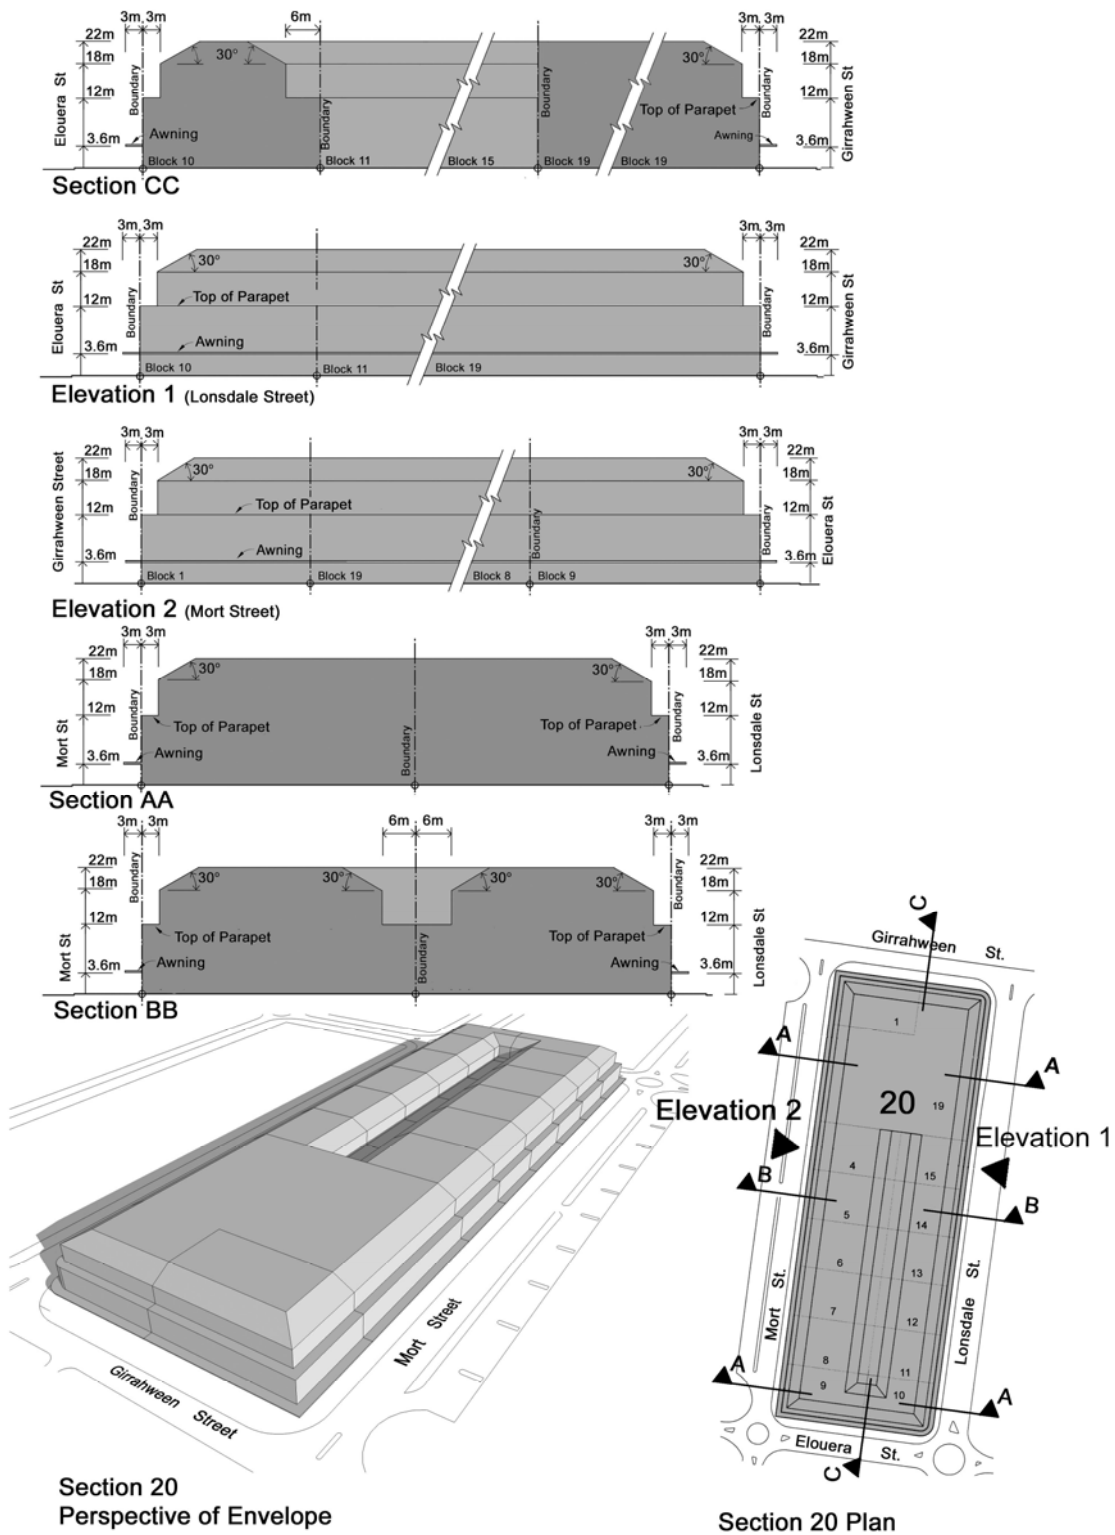 3m 3m
6m
3m 3m
22m
18m
12m
3.6m
Elouera St
Boundary
30°
Awning
Block 10
Boundary
Block 11
Block 15
Boundary
Block 19
Block 19
30°
Top of Parapet
Awning
Boundary
22m
18m
12m
3.6m
Girrahween St
Section CC
3m 3m
3m 3m
22m
18m
12m
3.6m
Elouera St
Boundary
30°
30°
Top of Parapet
Awning
Block 10
Block 11
Block 19
Boundary
22m
18m
12m
3.6m
Girrahween St
Elevation 1 (Lonsdale Street)
3m 3m
3m 3m
22m
18m
12m
3.6m
Girrahween Street
Boundary
30°
30°
Top of Parapet
Awning
Block 1
Block 19
Block 8
Block 9
Boundary
Boundary
22m
18m
12m
3.6m
Elouera St
Elevation 2 (Mort Street)
3m 3m
3m 3m
22m
18m
12m
3.6m
Mort St
Boundary
30°
30°
Top of Parapet
Awning
Boundary
Top of Parapet
Awning
Boundary
22m
18m
12m
3.6m
Lonsdale St
Section AA
3m 3m
6m 6m
3m 3m
22m
18m
12m
3.6m
Mort St
Boundary
30°
30°
30°
30°
Top of Parapet
Awning
Boundary
Top of Parapet
Awning
Boundary
22m
18m
12m
3.6m
Lonsdale St
Section BB
Girrahween Street
Mort Street
Section 20
Perspective of Envelope
C
Girrahween St.
1
A
A
20
19
Elevation 2
Elevation 1
4
15
B
B
5
14
6
13
7
12
8
11
9
10
A
A
Mort St.
Lonsdale St.
Elouera St.
C
Section 20 Plan